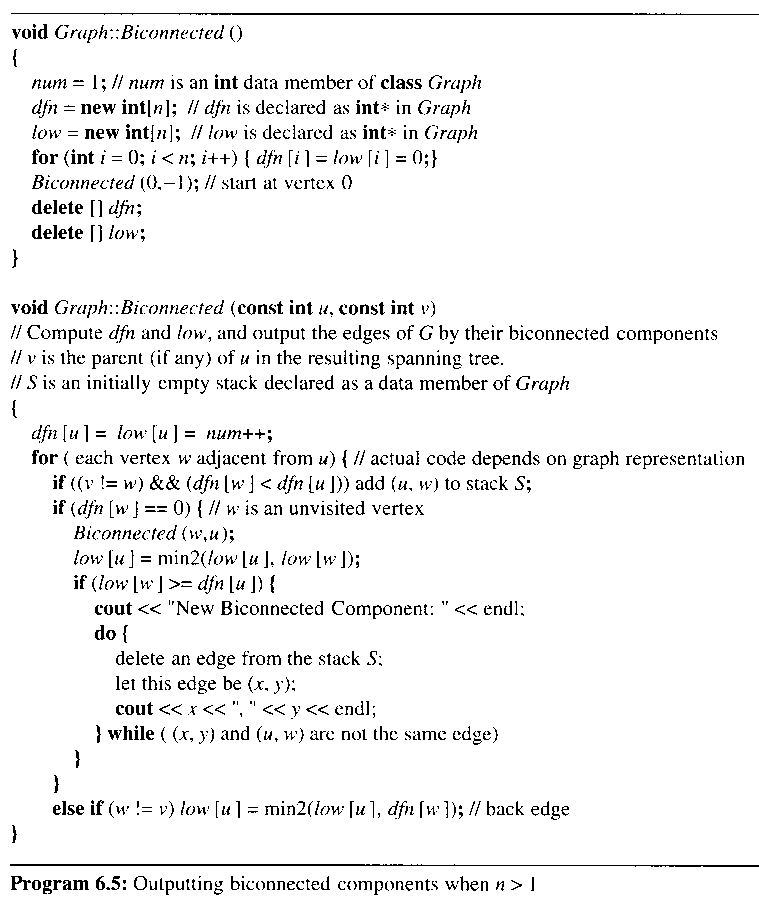 void Graph::Biconnected ()
{
num = 1; // num is an int data member of class Graph
dfn = new int[n]; // dfn is declared as int* in Graph
low = new int[n]; // low is declared as int* in Graph
for (int i = 0; i < n; i++) { dfn [i] = low [i] = 0;}
Biconnected (0,-1); // start at vertex 0
delete [] dfn;
delete [] low;
}
void Graph::Biconnected (const int u, const int v)
// Compute dfn and low, and output the edges of G by their biconnected components
// v is the parent (if any) of u in the resulting spanning tree.
// S is an initially empty stack declared as a data member of Graph
{
dfn [u] = low [u] = num++;
for ( each vertex w adjacent from u) { // actual code depends on graph representation
if ((v != w) && (dfn [w] < dfn [u])) add (u, w) to stack S;
if (dfn [w] == 0) { // w is an unvisited vertex
Biconnected (w,u);
low [u] = min2(low [u], low [w]);
if (low [w] >= dfn [u]) {
cout << "New Biconnected Component: " << endl;
do {
delete an edge from the stack S;
let this edge be (x, y);
cout << x << ", " << y << endl;
} while ( (x, y) and (u, w) are not the same edge)
}
}
else if (w != v) low [u] = min2(low [u], dfn [w]); // back edge
}
Program 6.5: Outputting biconnected components when n > 1